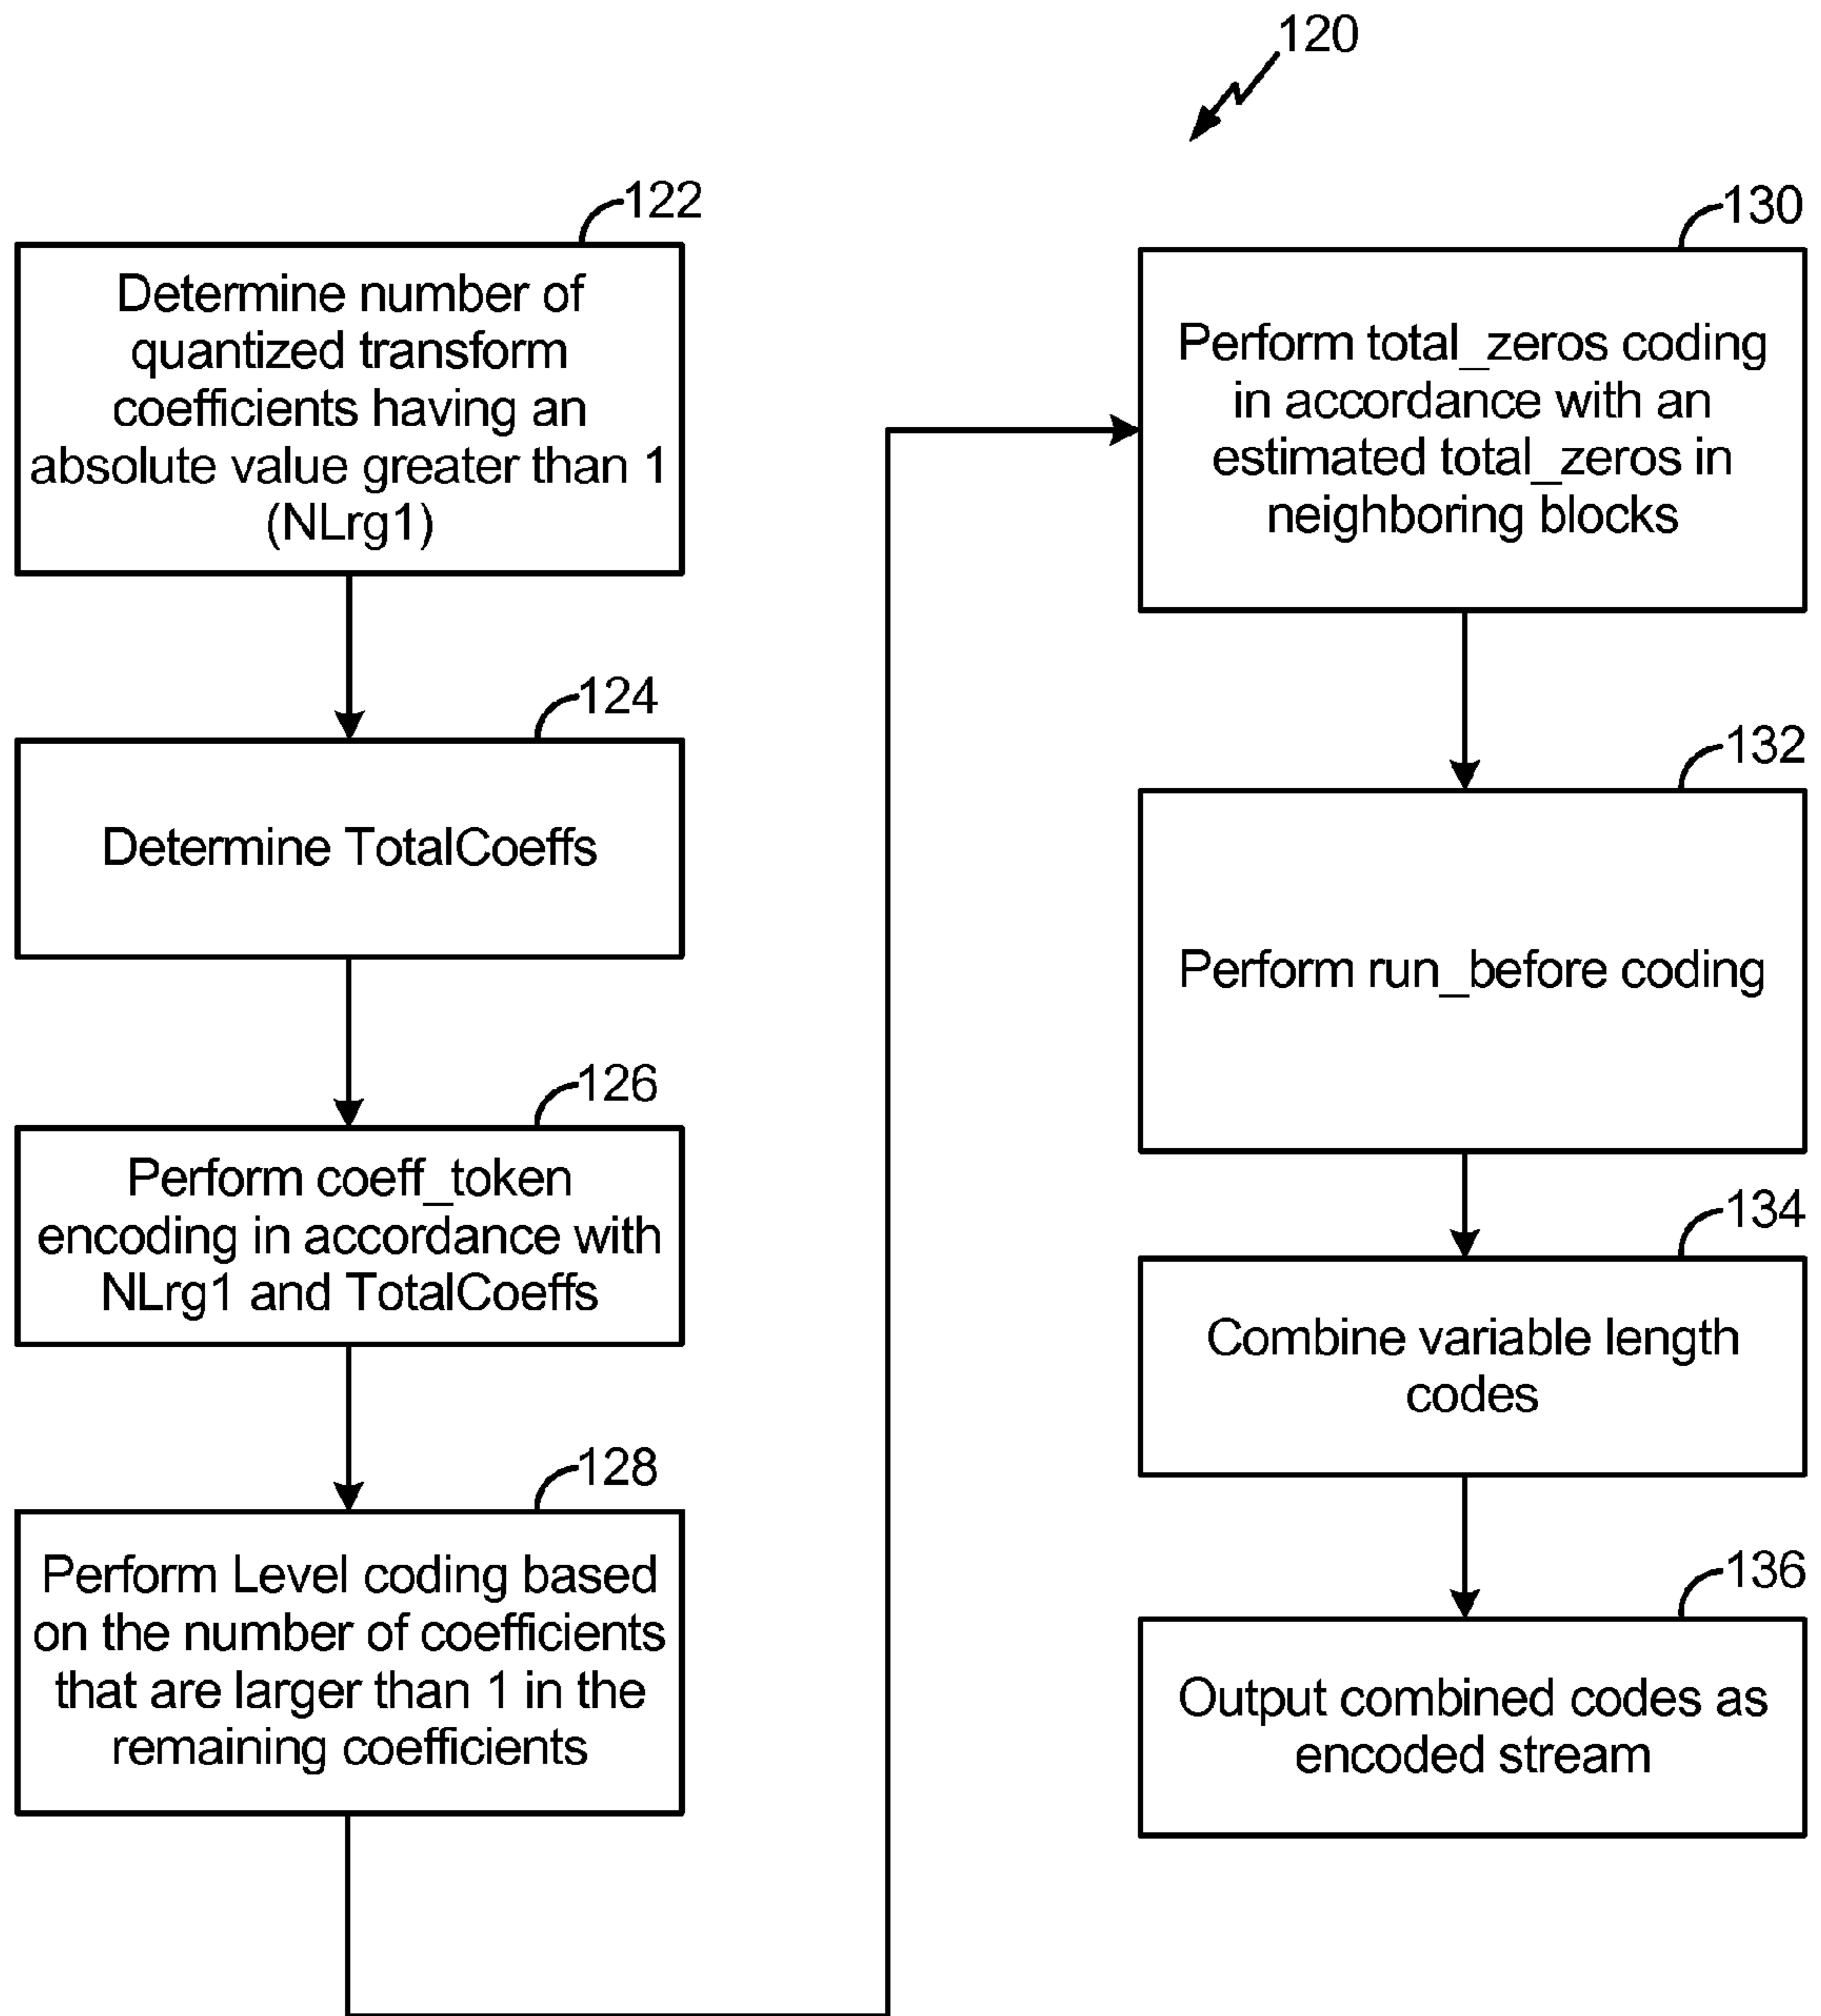 120
122
Determine number of
quantized transform
coefficients having an
absolute value greater than 1
(NLrg1)
124
Determine TotalCoeffs
126
Perform coeff_token
encoding in accordance with
NLrg1 and TotalCoeffs
128
Perform Level coding based
on the number of coefficients
that are larger than 1 in the
remaining coefficients
130
Perform total_zeros coding
in accordance with an
estimated total_zeros in
neighboring blocks
132
Perform run_before coding
134
Combine variable length
codes
136
Output combined codes as
encoded stream